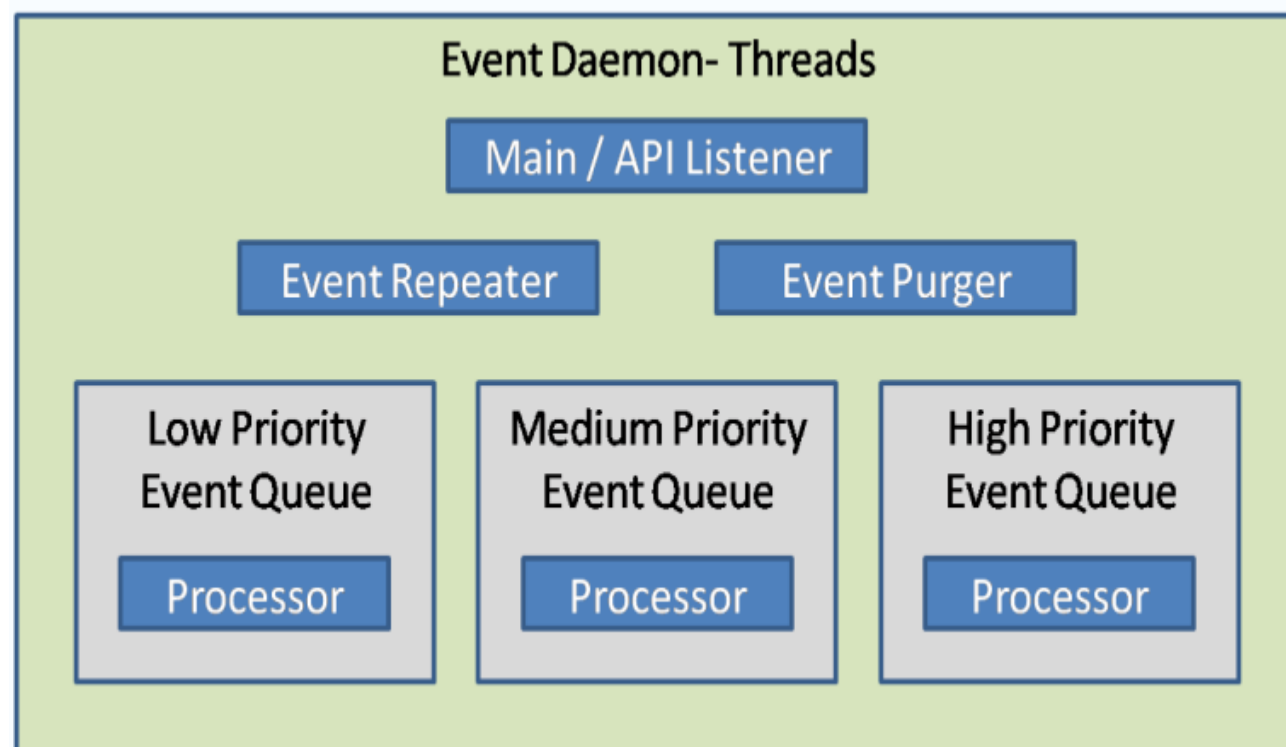 Event Daemon- Threads
Main / API Listener
Event Repeater
Event Purger
Low Priority
Event Queue
Processor
Medium Priority
Event Queue
Processor
High Priority
Event Queue
Processor